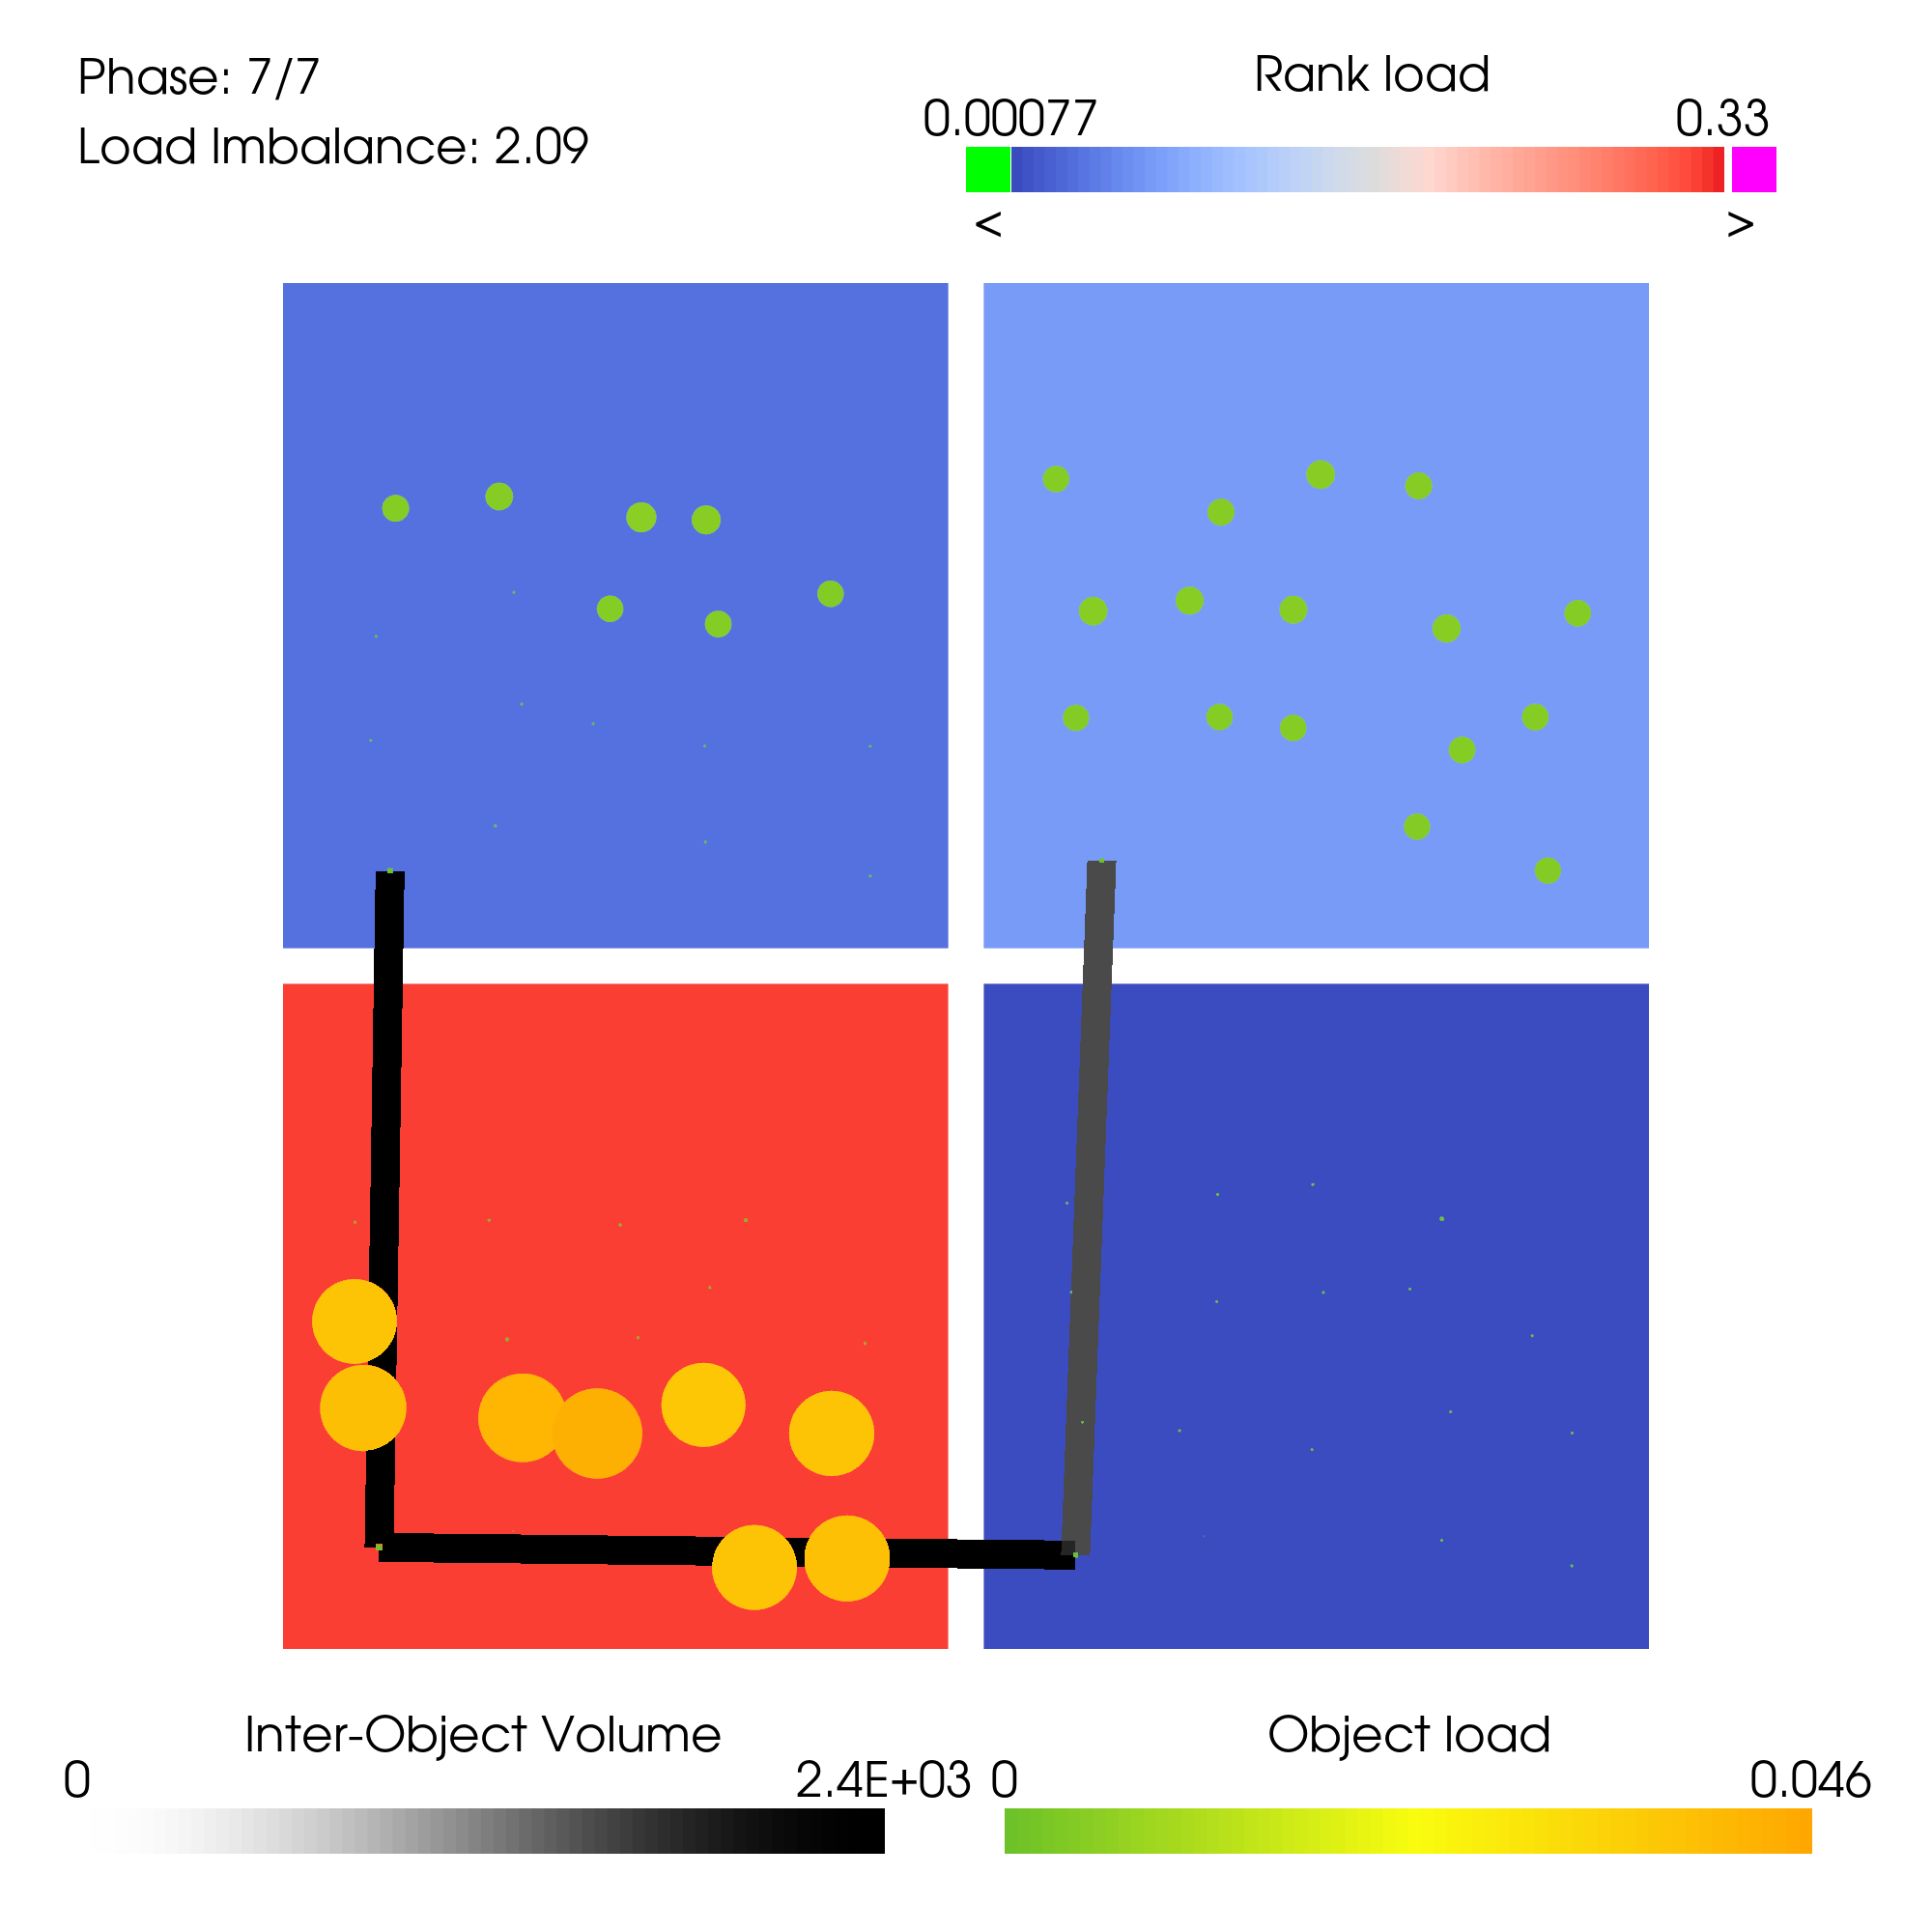 Phase: 7/7
Load Imbalance: 2.09
Rank load
0.00077 0.33
< >
Inter-Object Volume
0 2.4E+03
Object load
0 0.046